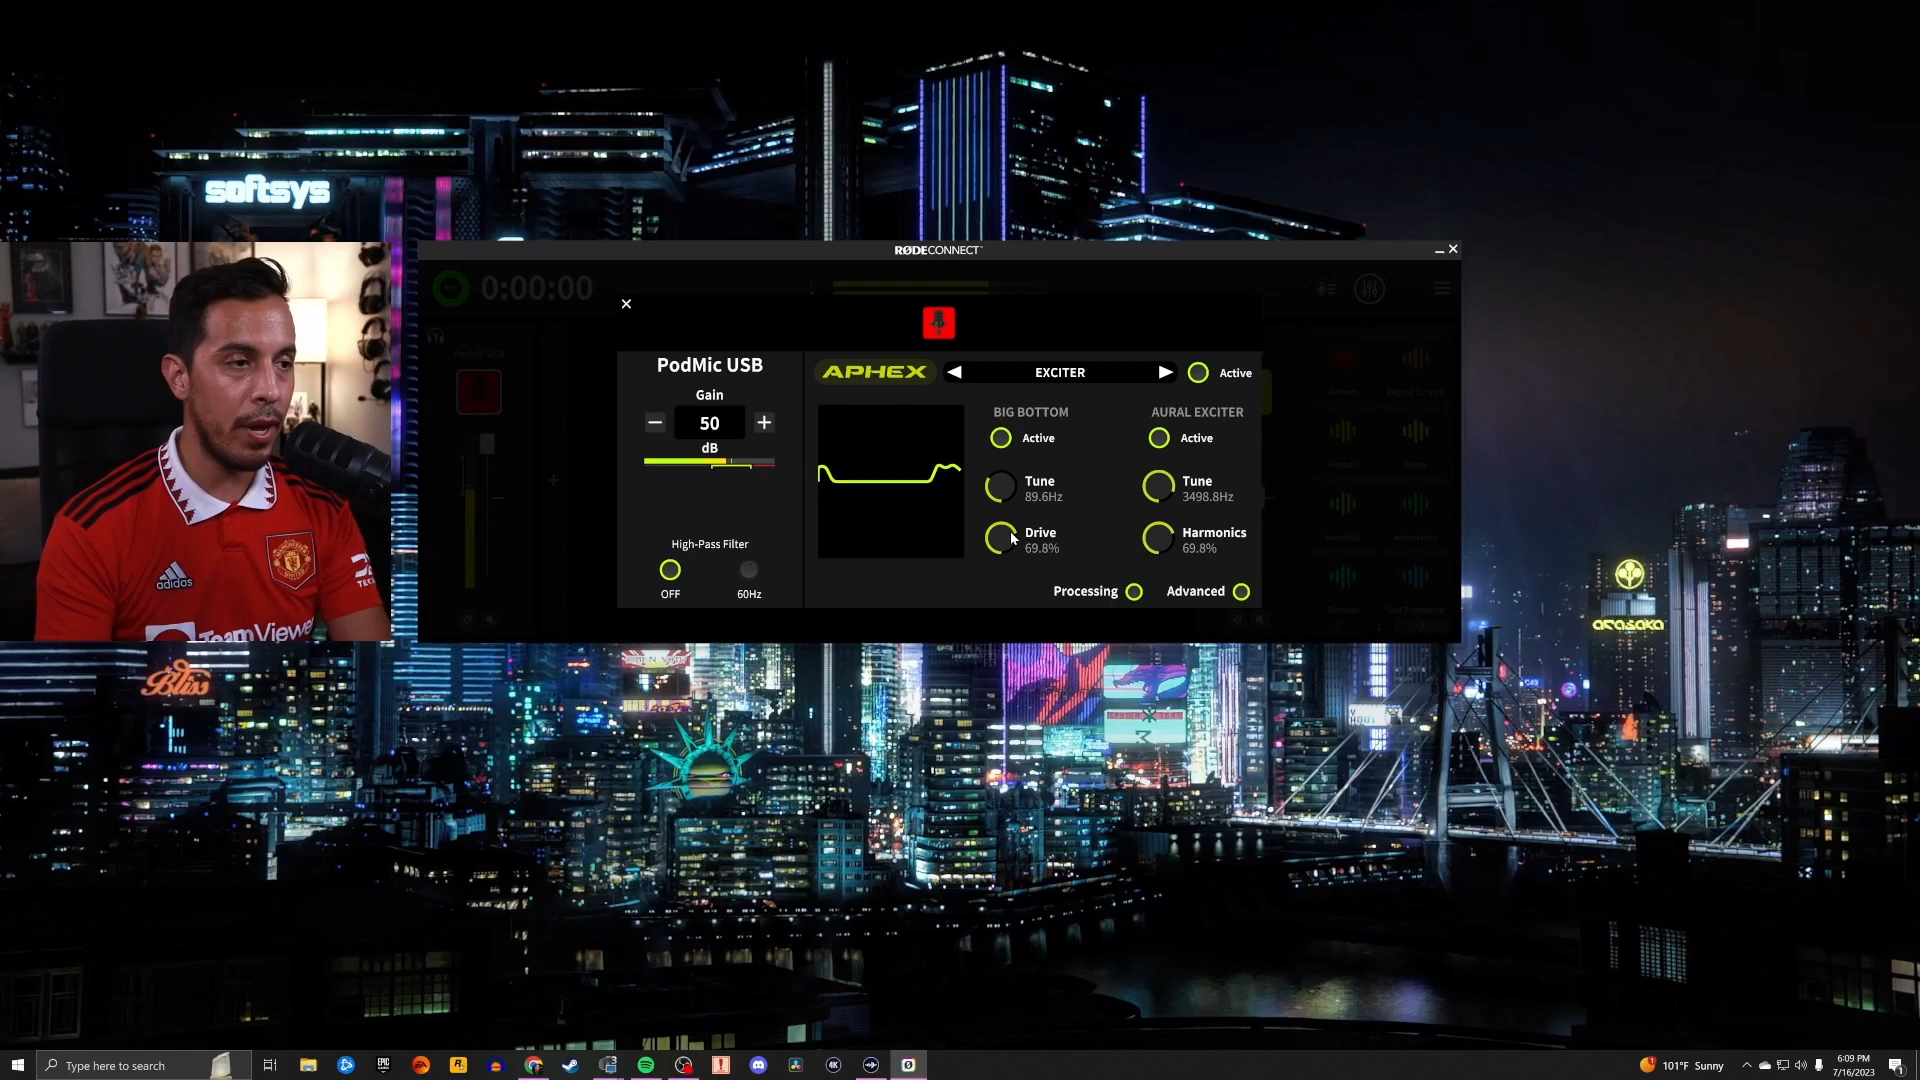 softsys
RØDECONNECT
0:00:00
PodMic USB
Gain
50
dB
High-Pass Filter
OFF
60Hz
APHEX
EXCITER
Active
BIG BOTTOM
Active
Tune
89.6Hz
Drive
69.8%
AURAL EXCITER
Active
Tune
3498.8Hz
Harmonics
69.8%
Processing
Advanced
adidas
TeamViewer
Bliss
arasaka
Type here to search
101°F Sunny
6:09 PM
7/16/2023